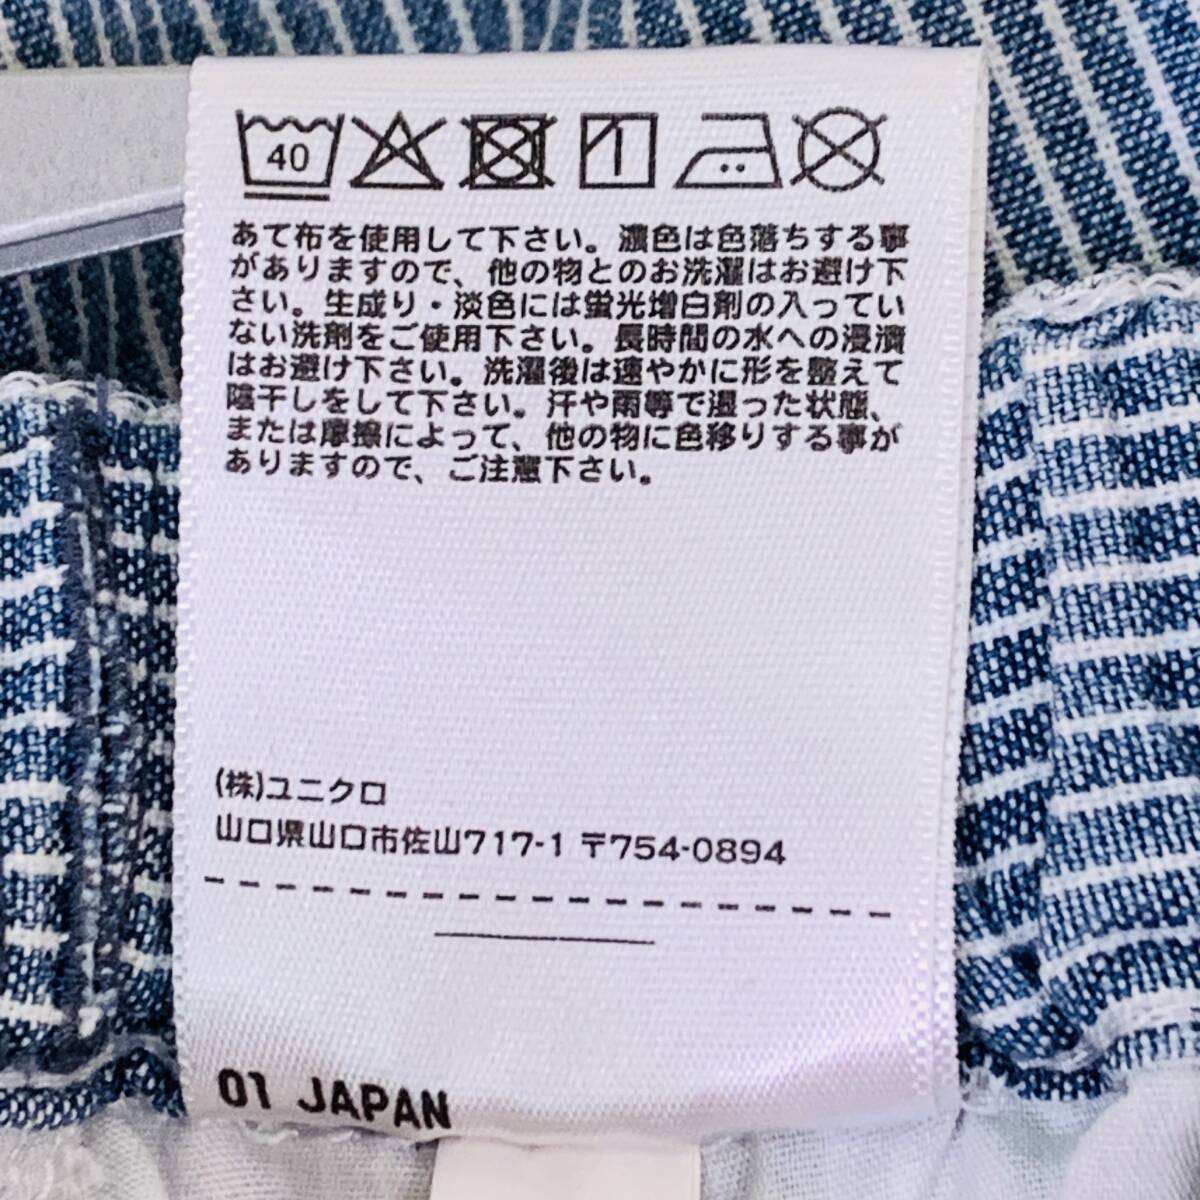 40
あて布を使用して下さい。濃色は色落ちする事
がありますので、他の物とのお洗濯はお避け下
さい。生成り・淡色には蛍光増白剤の入ってい
ない洗剤をご使用下さい。長時間の水への浸漬
はお避け下さい。洗濯後は速やかに形を整えて
陰干しをして下さい。汗や雨等で湿った状態、
または摩擦によって、他の物に色移りする事が
ありますので、ご注意下さい。
(株)ユニクロ
山口県山口市佐山717-1 〒754-0894
01 JAPAN